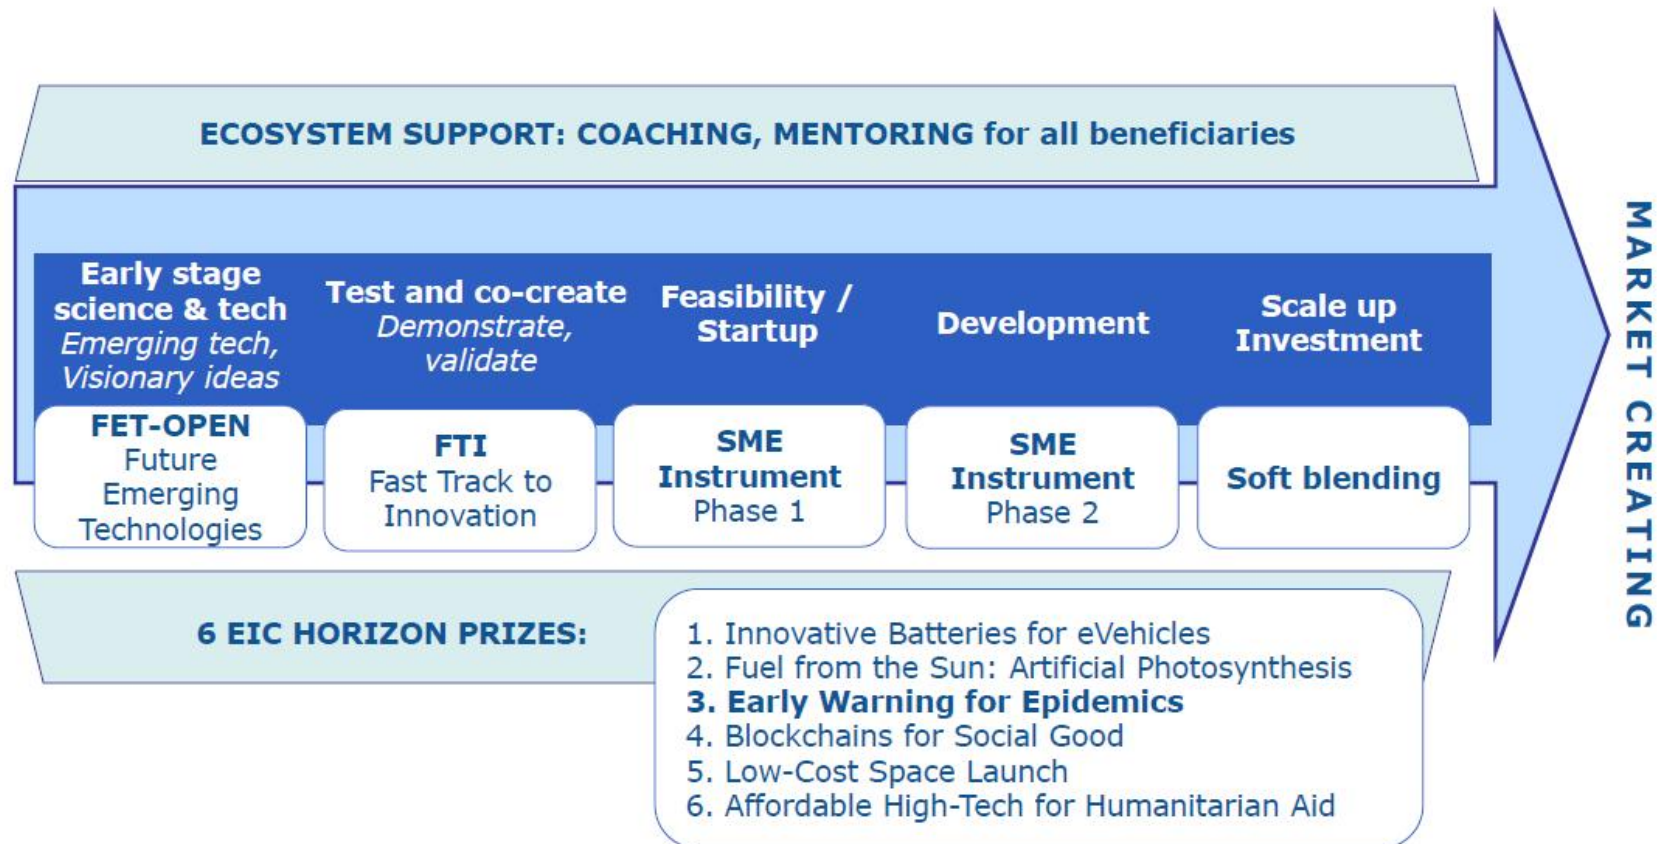 ECOSYSTEM SUPPORT: COACHING, MENTORING for all beneficiaries
Early stage
science & tech
Emerging tech,
Visionary ideas
Test and co-create
Demonstrate,
validate
Feasibility /
Startup
Development
Scale up
Investment
FET-OPEN
Future
Emerging
Technologies
FTI
Fast Track to
Innovation
SME
Instrument
Phase 1
SME
Instrument
Phase 2
Soft blending
MARKET CREATING
6 EIC HORIZON PRIZES:
1. Innovative Batteries for eVehicles
2. Fuel from the Sun: Artificial Photosynthesis
3. Early Warning for Epidemics
4. Blockchains for Social Good
5. Low-Cost Space Launch
6. Affordable High-Tech for Humanitarian Aid